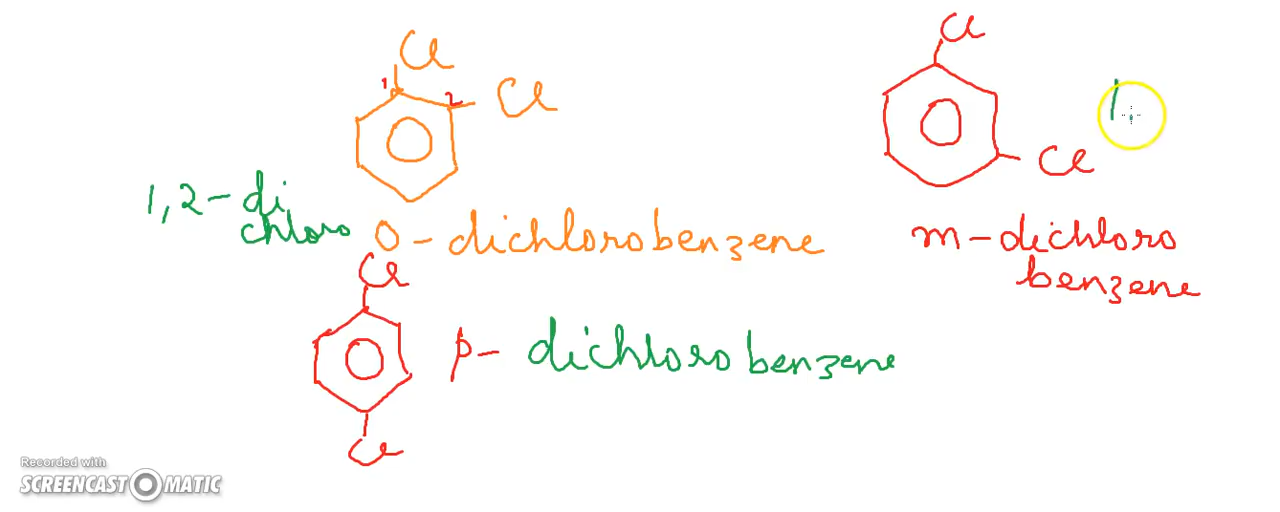 Cl
1
2
Cl
1,2-di
chloro
O-dichlorobenzene
Cl
Cl
1
m-dichloro
benzene
Cl
p-dichlorobenzene
Cl
Recorded with
SCREENCAST O MATIC